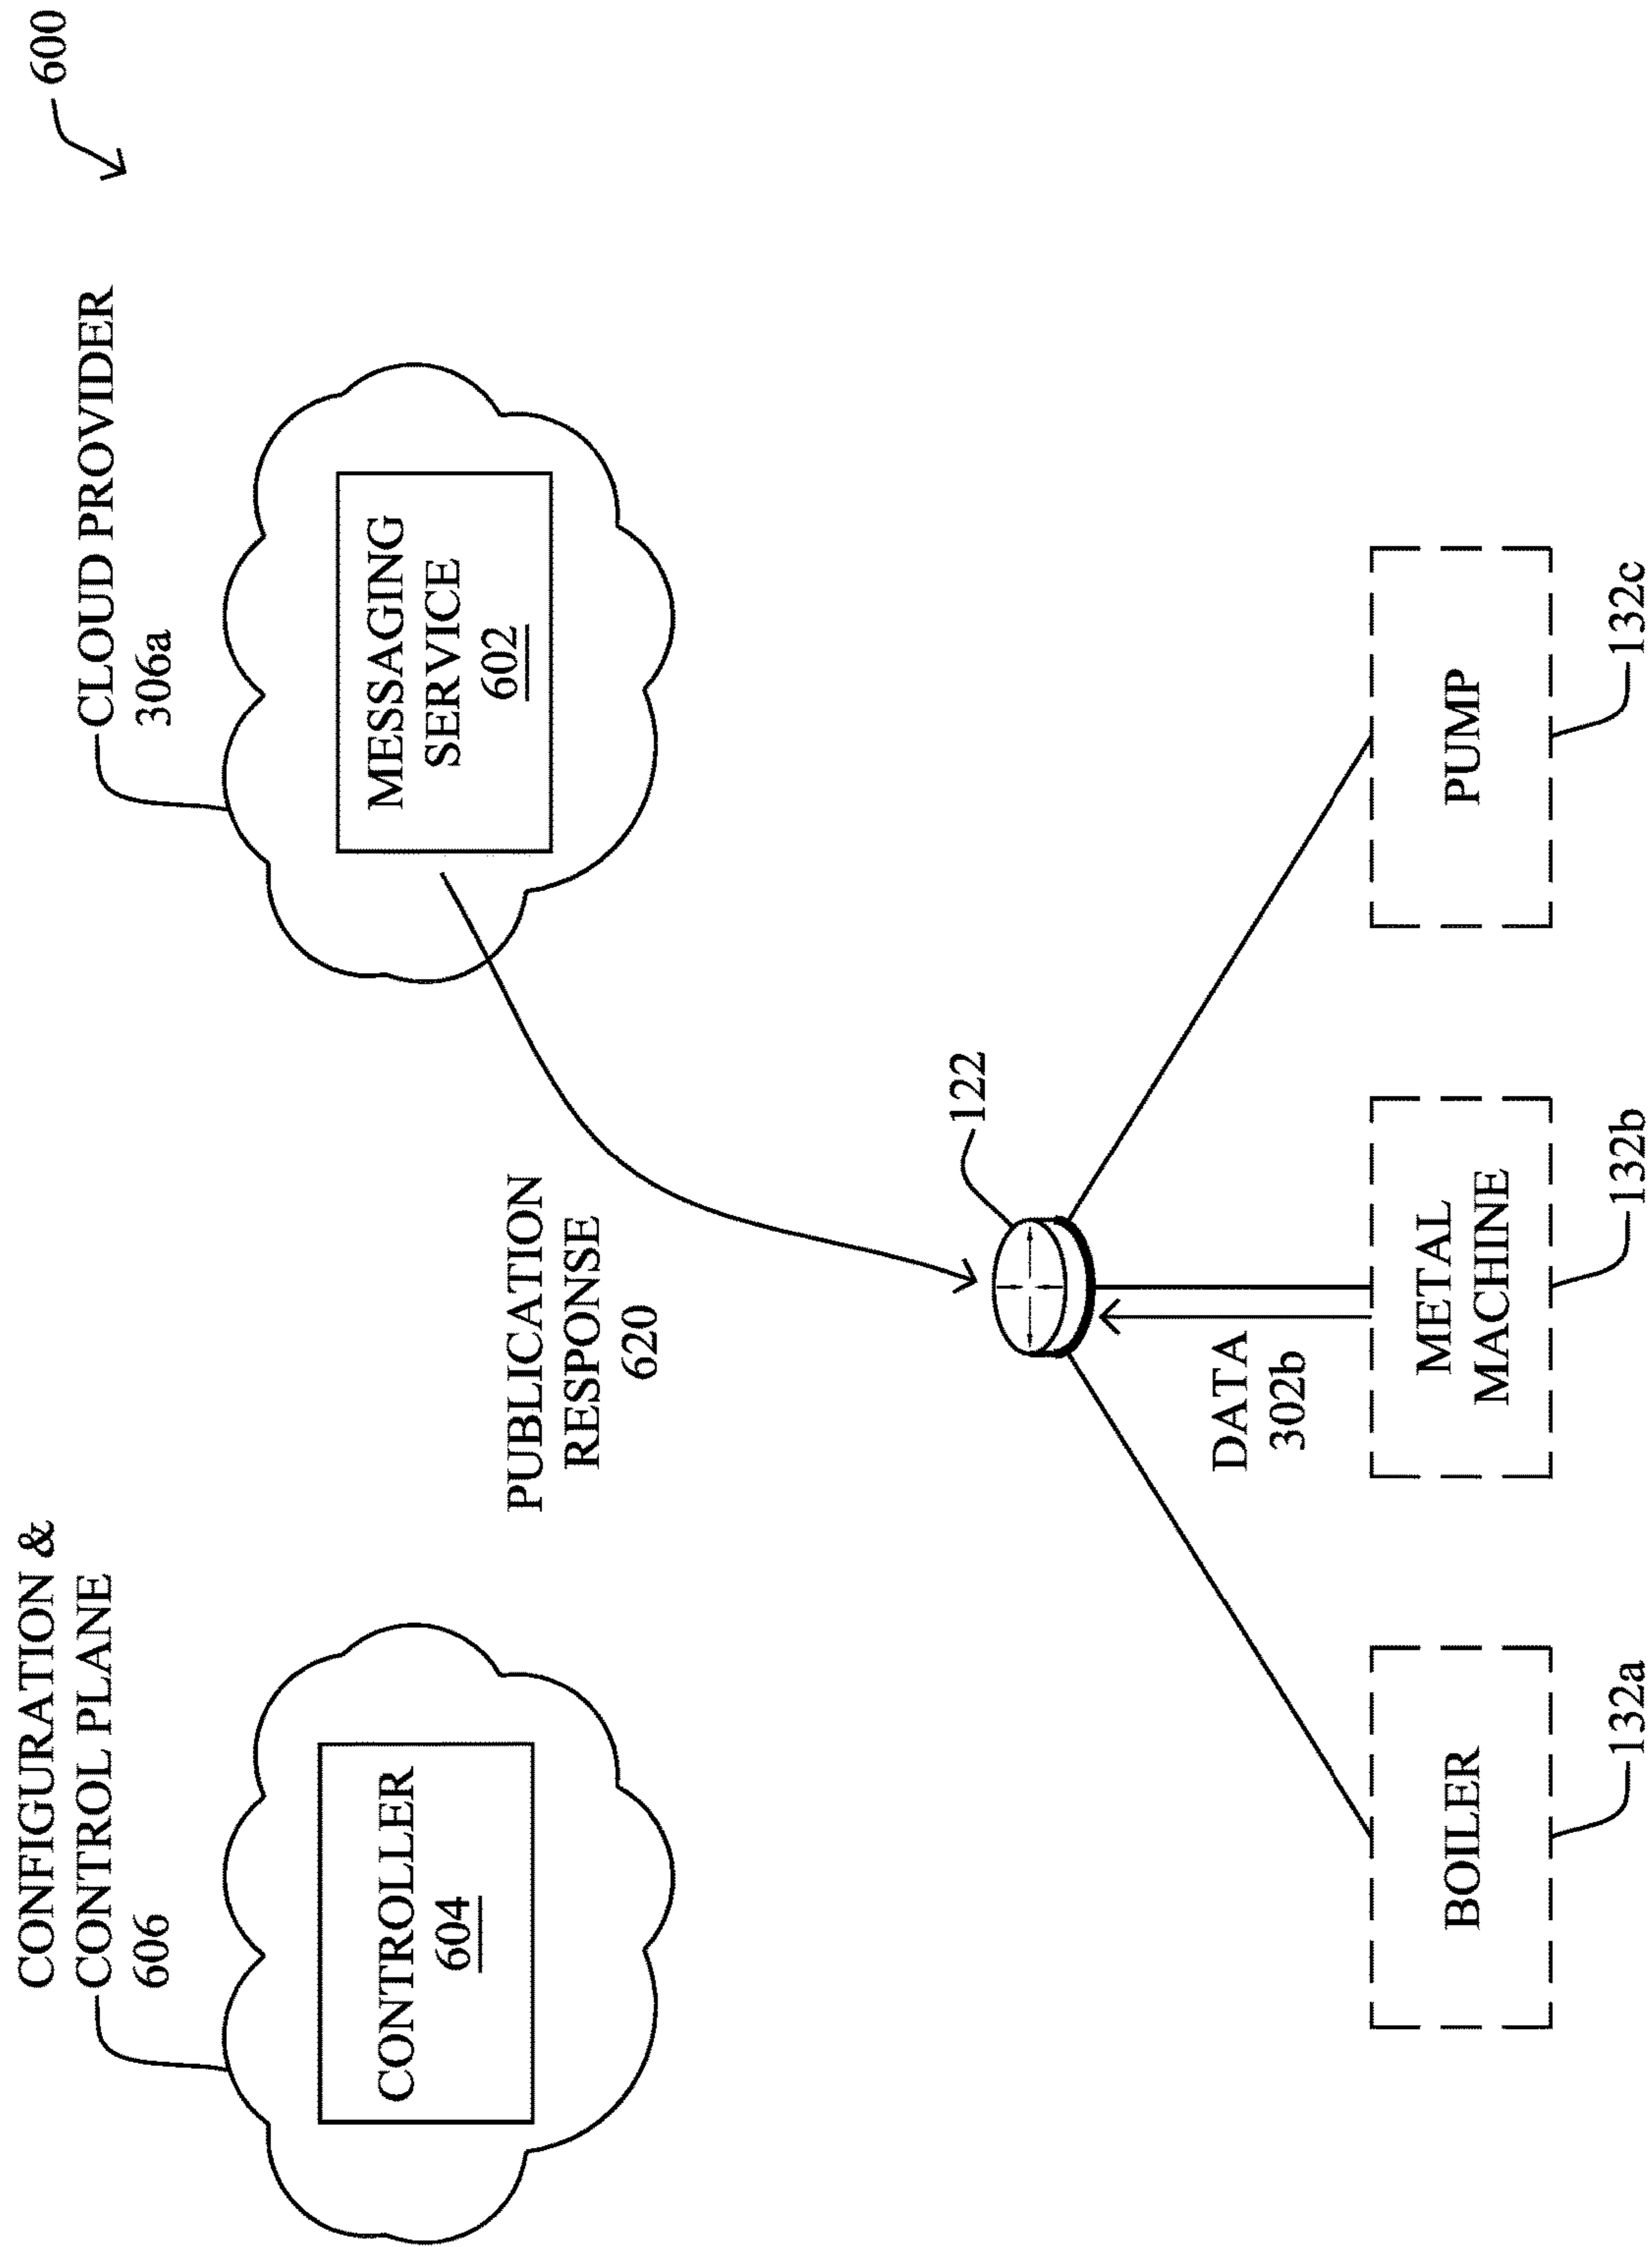 600
CONFIGURATION &
CONTROL PLANE
606
CLOUD PROVIDER
306a
CONTROLLER
604
MESSAGING
SERVICE
602
PUBLICATION
RESPONSE
620
122
DATA
302b
BOILER
METAL
MACHINE
PUMP
132a
132b
132c